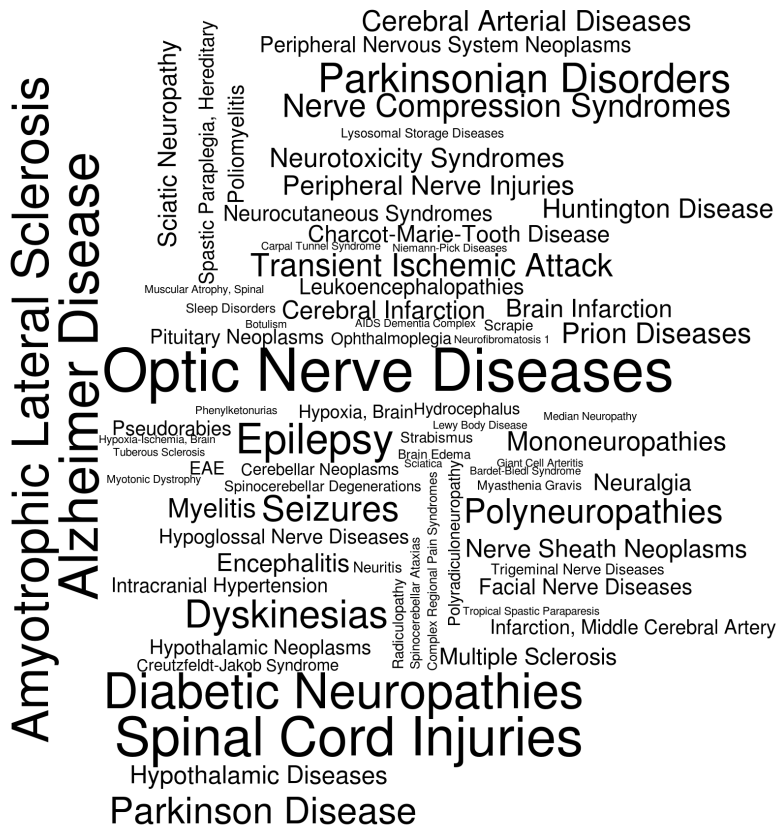 Cerebral Arterial Diseases
Peripheral Nervous System Neoplasms
Parkinsonian Disorders
Nerve Compression Syndromes
Lysosomal Storage Diseases
Neurotoxicity Syndromes
Peripheral Nerve Injuries
Neurocutaneous Syndromes
Huntington Disease
Charcot-Marie-Tooth Disease
Carpal Tunnel Syndrome
Niemann-Pick Diseases
Transient Ischemic Attack
Sciatic Neuropathy
Spastic Paraplegia, Hereditary
Poliomyelitis
Amyotrophic Lateral Sclerosis
Alzheimer Disease
Muscular Atrophy, Spinal
Leukoencephalopathies
Sleep Disorders
Cerebral Infarction
Brain Infarction
Botulism
AIDS Dementia Complex
Scrapie
Pituitary Neoplasms
Ophthalmoplegia
Neurofibromatosis 1
Prion Diseases
Optic Nerve Diseases
Phenylketonurias
Hypoxia, Brain
Hydrocephalus
Median Neuropathy
Pseudorabies
Lewy Body Disease
Hypoxia-Ischemia, Brain
Epilepsy
Strabismus
Mononeuropathies
Tuberous Sclerosis
Brain Edema
EAE
Cerebellar Neoplasms
Sciatica
Giant Cell Arteritis
Bardet-Biedl Syndrome
Myotonic Dystrophy
Spinocerebellar Degenerations
Myasthenia Gravis
Neuralgia
Myelitis
Seizures
Polyneuropathies
Hypoglossal Nerve Diseases
Nerve Sheath Neoplasms
Encephalitis
Neuritis
Trigeminal Nerve Diseases
Intracranial Hypertension
Facial Nerve Diseases
Radiculopathy
Spinocerebellar Ataxias
Complex Regional Pain Syndromes
Polyradiculoneuropathy
Dyskinesias
Tropical Spastic Paraparesis
Infarction, Middle Cerebral Artery
Hypothalamic Neoplasms
Multiple Sclerosis
Creutzfeldt-Jakob Syndrome
Diabetic Neuropathies
Spinal Cord Injuries
Hypothalamic Diseases
Parkinson Disease